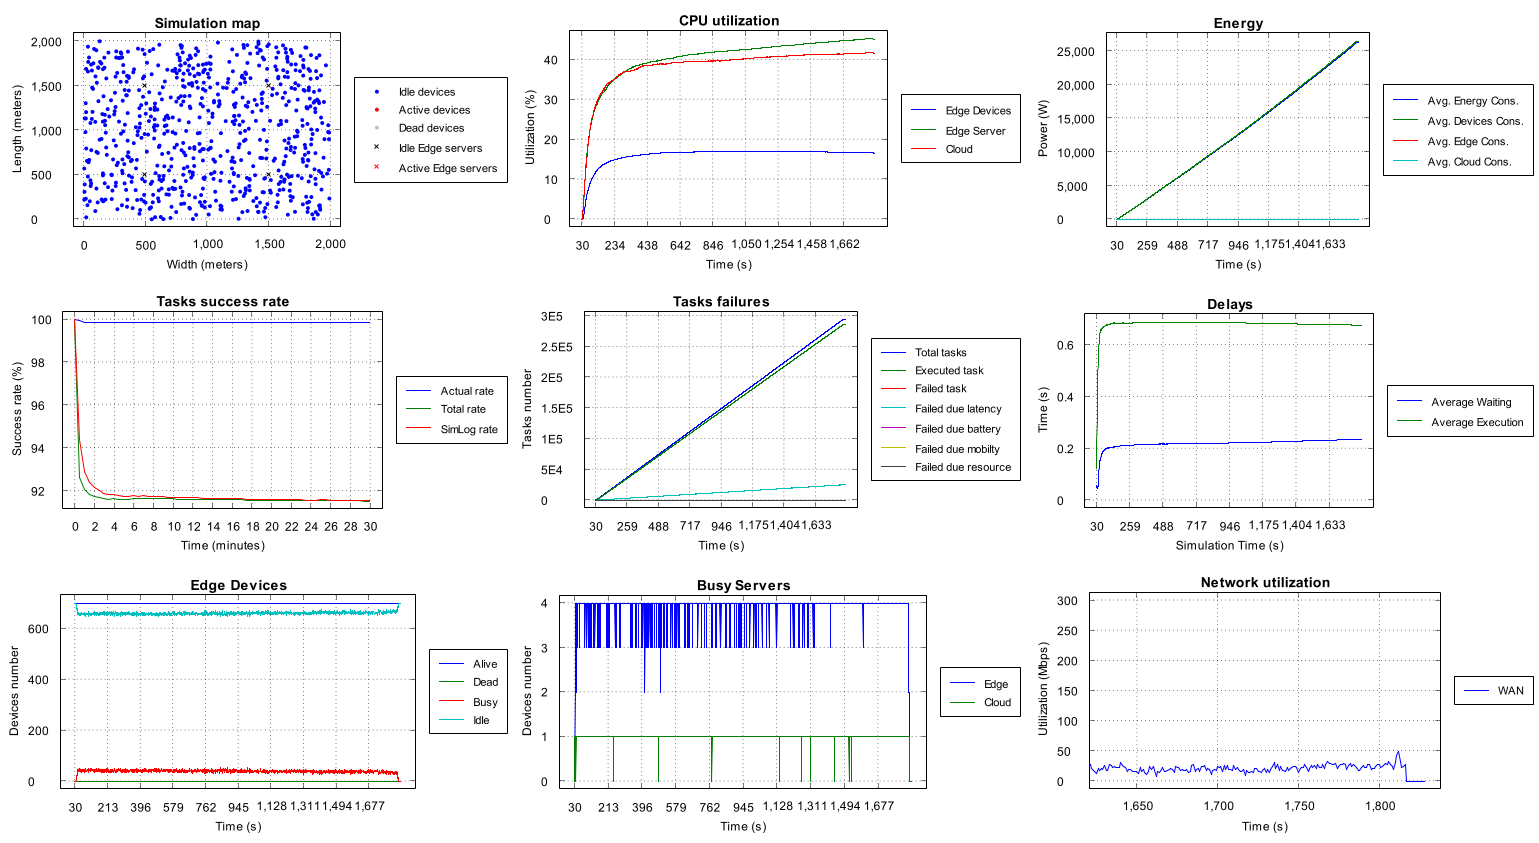 Simulation map
Length (meters)
2,000
1,500
1,000
500
0
0 500 1,000 1,500 2,000
Width (meters)
Idle devices
Active devices
Dead devices
Idle Edge servers
Active Edge servers
CPU utilization
Utilization (%)
40
30
20
10
0
30 234 438 642 846 1,050 1,254 1,458 1,662
Time (s)
Edge Devices
Edge Server
Cloud
Energy
Power (W)
25,000
20,000
15,000
10,000
5,000
0
30 259 488 717 946 1,175 1,404 1,633
Time (s)
Avg. Energy Cons.
Avg. Devices Cons.
Avg. Edge Cons.
Avg. Cloud Cons.
Tasks success rate
Success rate (%)
100
98
96
94
92
0 2 4 6 8 10 12 14 16 18 20 22 24 26 28 30
Time (minutes)
Actual rate
Total rate
SimLog rate
Tasks failures
Tasks number
3E5
2.5E5
2E5
1.5E5
1E5
5E4
0
30 259 488 717 946 1,175 1,404 1,633
Time (s)
Total tasks
Executed task
Failed task
Failed due latency
Failed due battery
Failed due mobilty
Failed due resource
Delays
Time (s)
0.6
0.4
0.2
0
30 259 488 717 946 1,175 1,404 1,633
Simulation Time (s)
Average Waiting
Average Execution
Edge Devices
Devices number
600
400
200
0
30 213 396 579 762 945 1,128 1,311 1,494 1,677
Time (s)
Alive
Dead
Busy
Idle
Busy Servers
Devices number
4
3
2
1
0
30 213 396 579 762 945 1,128 1,311 1,494 1,677
Time (s)
Edge
Cloud
Network utilization
Utilization (Mbps)
300
250
200
150
100
50
0
1,650 1,700 1,750 1,800
Time (s)
WAN